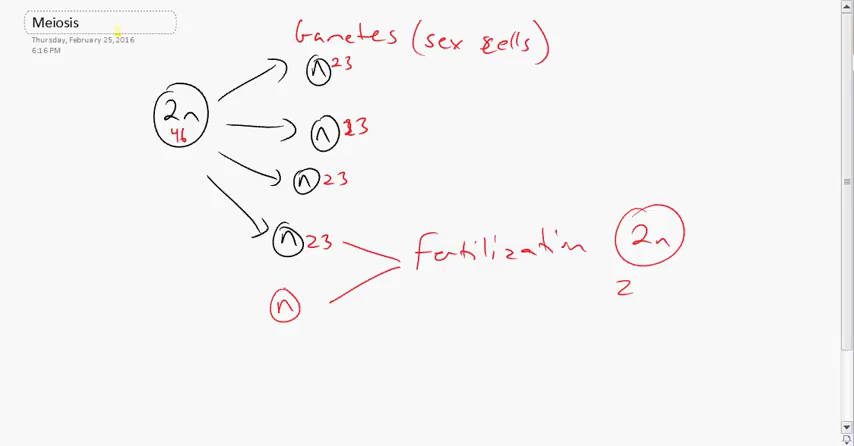 Meiosis
Thursday, February 25, 2016
6:16 PM
Gametes (sex cells)
n 23
2n
46
n 23
n 23
n 23
fertilization 2n
z
n